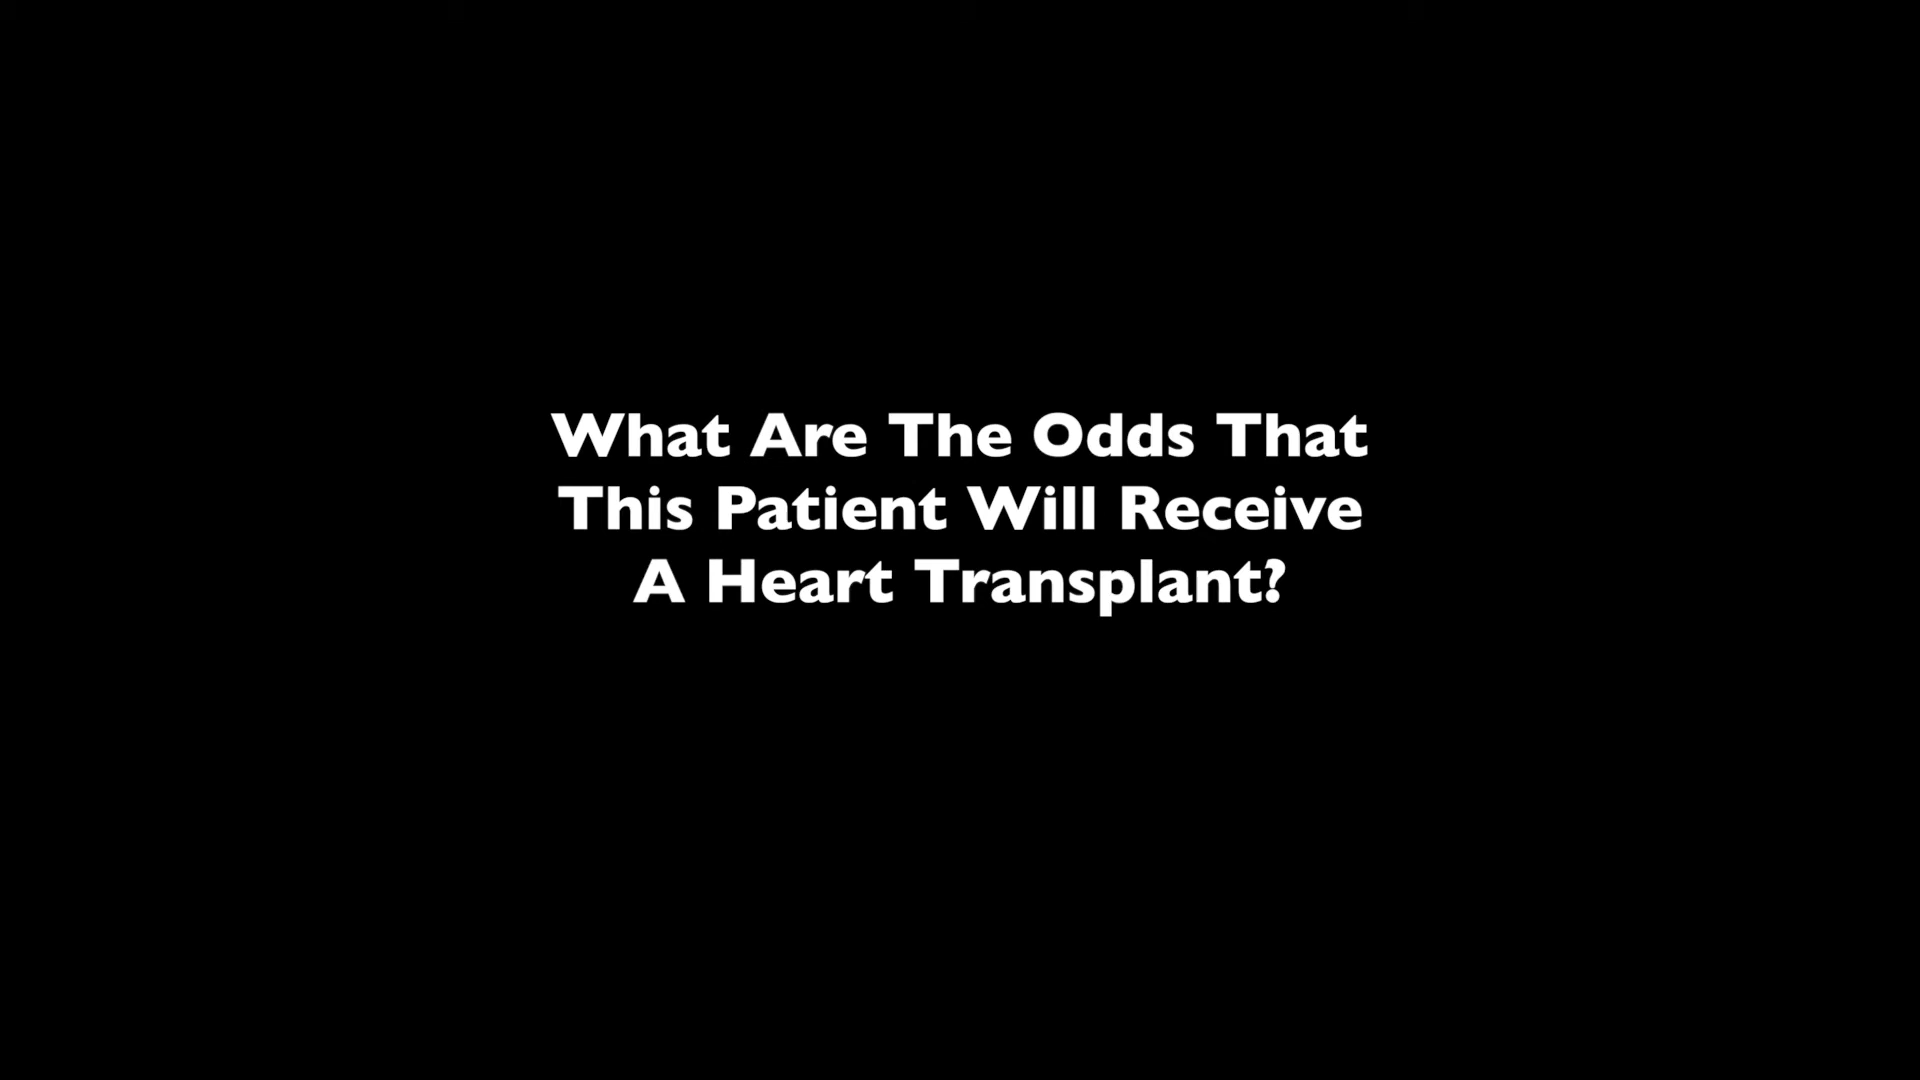 What Are The Odds That
This Patient Will Receive
A Heart Transplant?